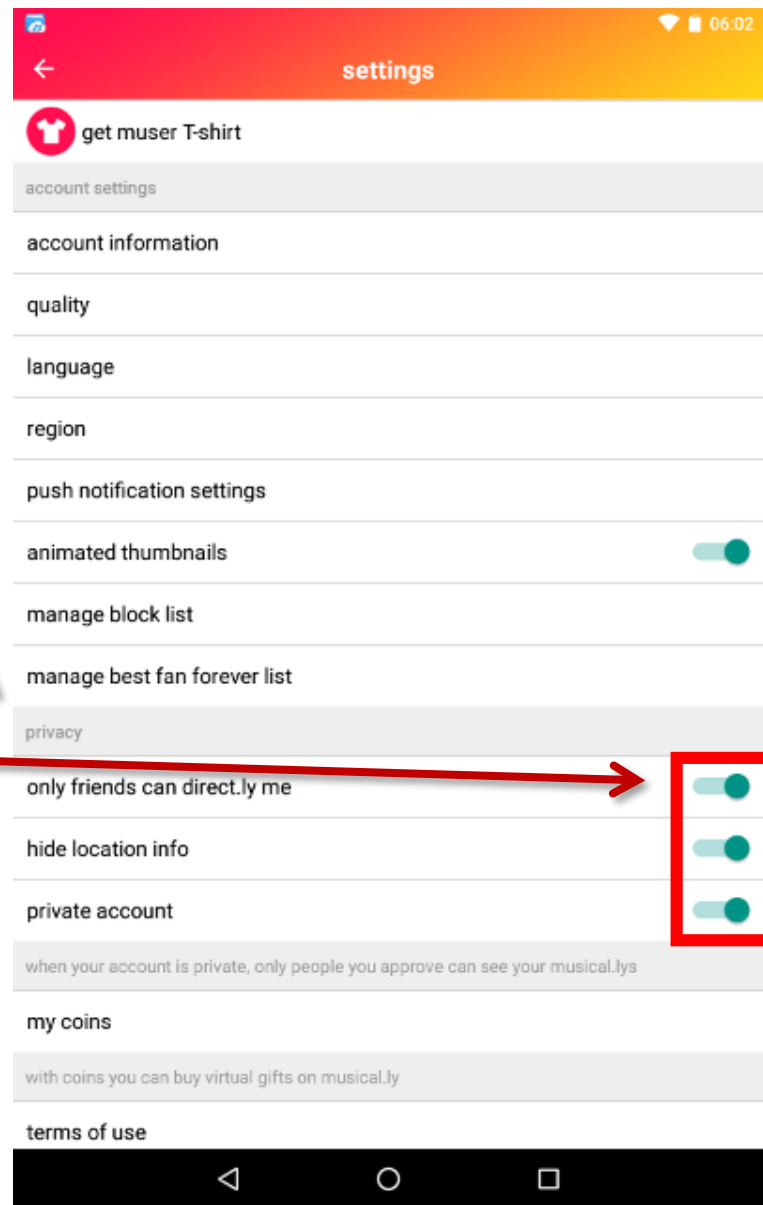 06:02
settings
get muser T-shirt
account settings
account information
quality
language
region
push notification settings
animated thumbnails
manage block list
manage best fan forever list
privacy
only friends can direct.ly me
hide location info
private account
when your account is private, only people you approve can see your musical.lys
my coins
with coins you can buy virtual gifts on musical.ly
terms of use